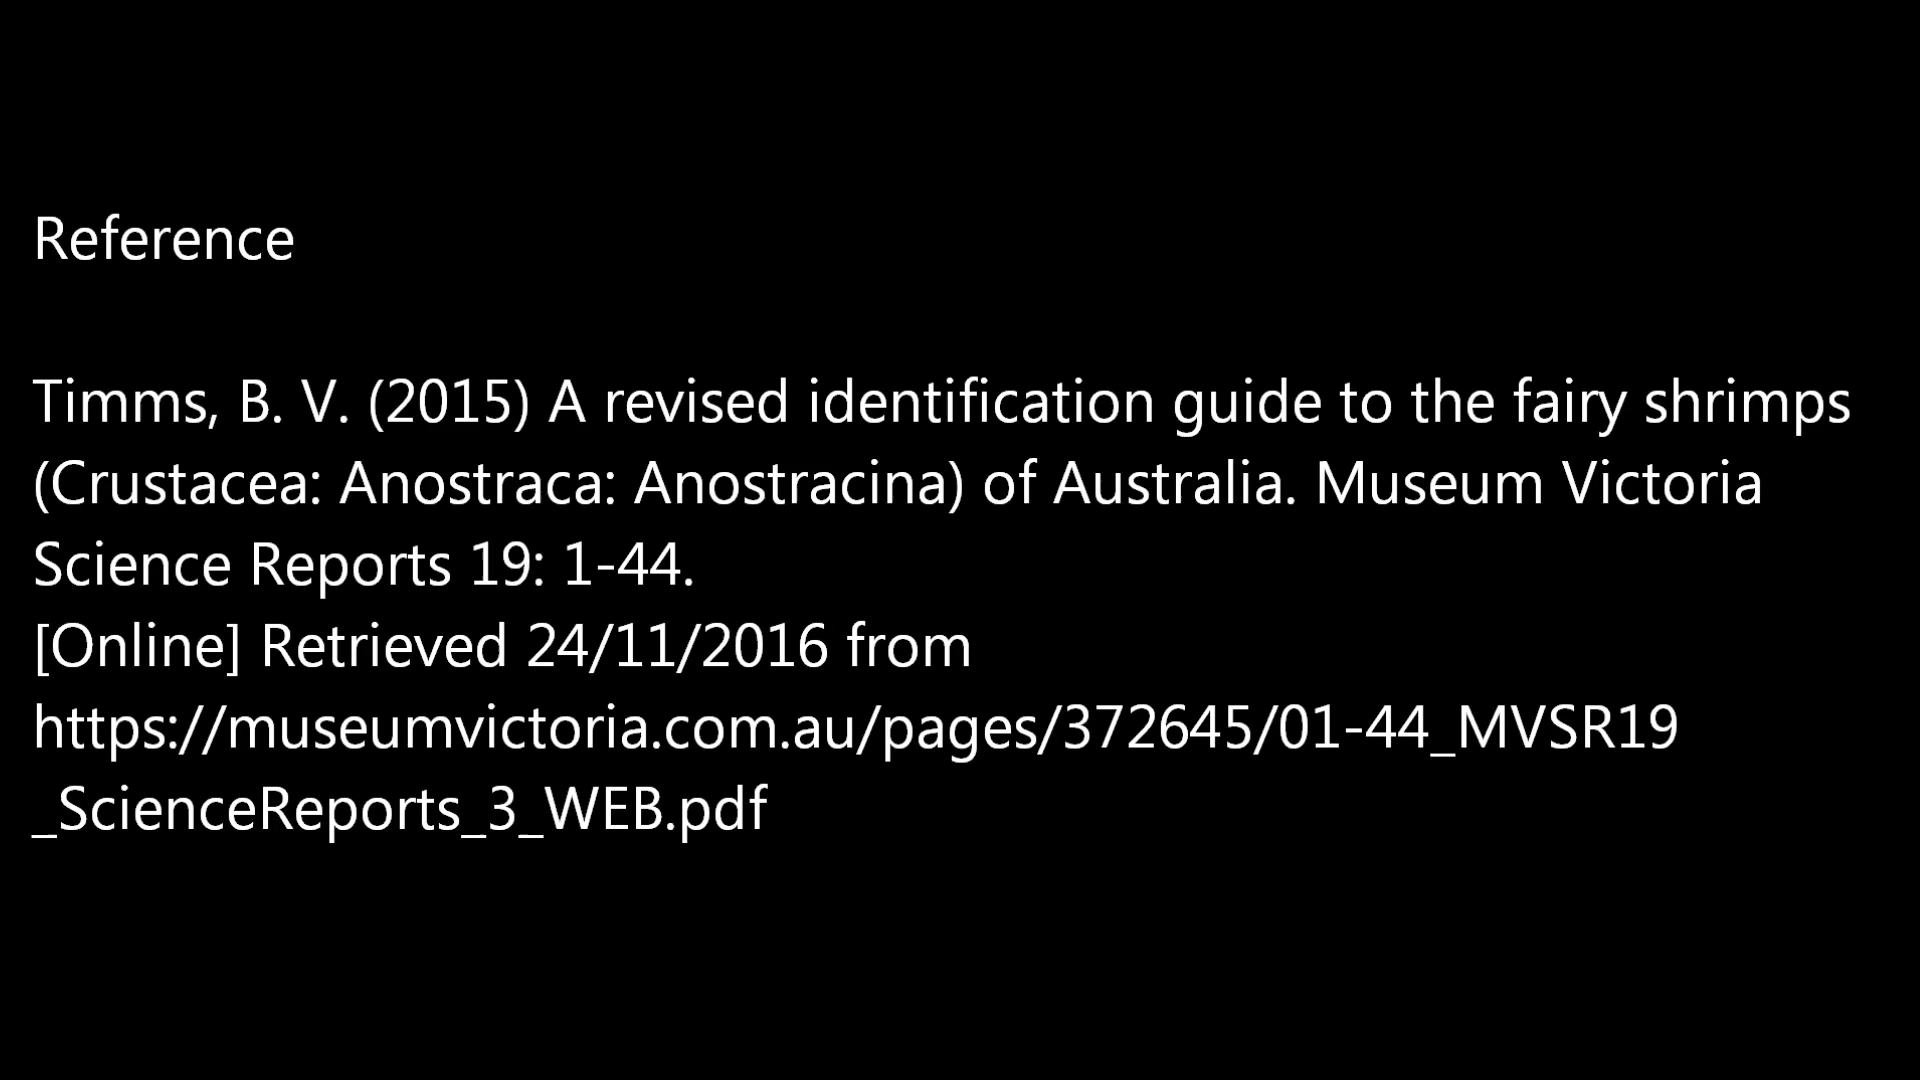 Reference
Timms, B. V. (2015) A revised identification guide to the fairy shrimps
(Crustacea: Anostraca: Anostracina) of Australia. Museum Victoria
Science Reports 19: 1-44.
[Online] Retrieved 24/11/2016 from
https://museumvictoria.com.au/pages/372645/01-44_MVSR19
_ScienceReports_3_WEB.pdf